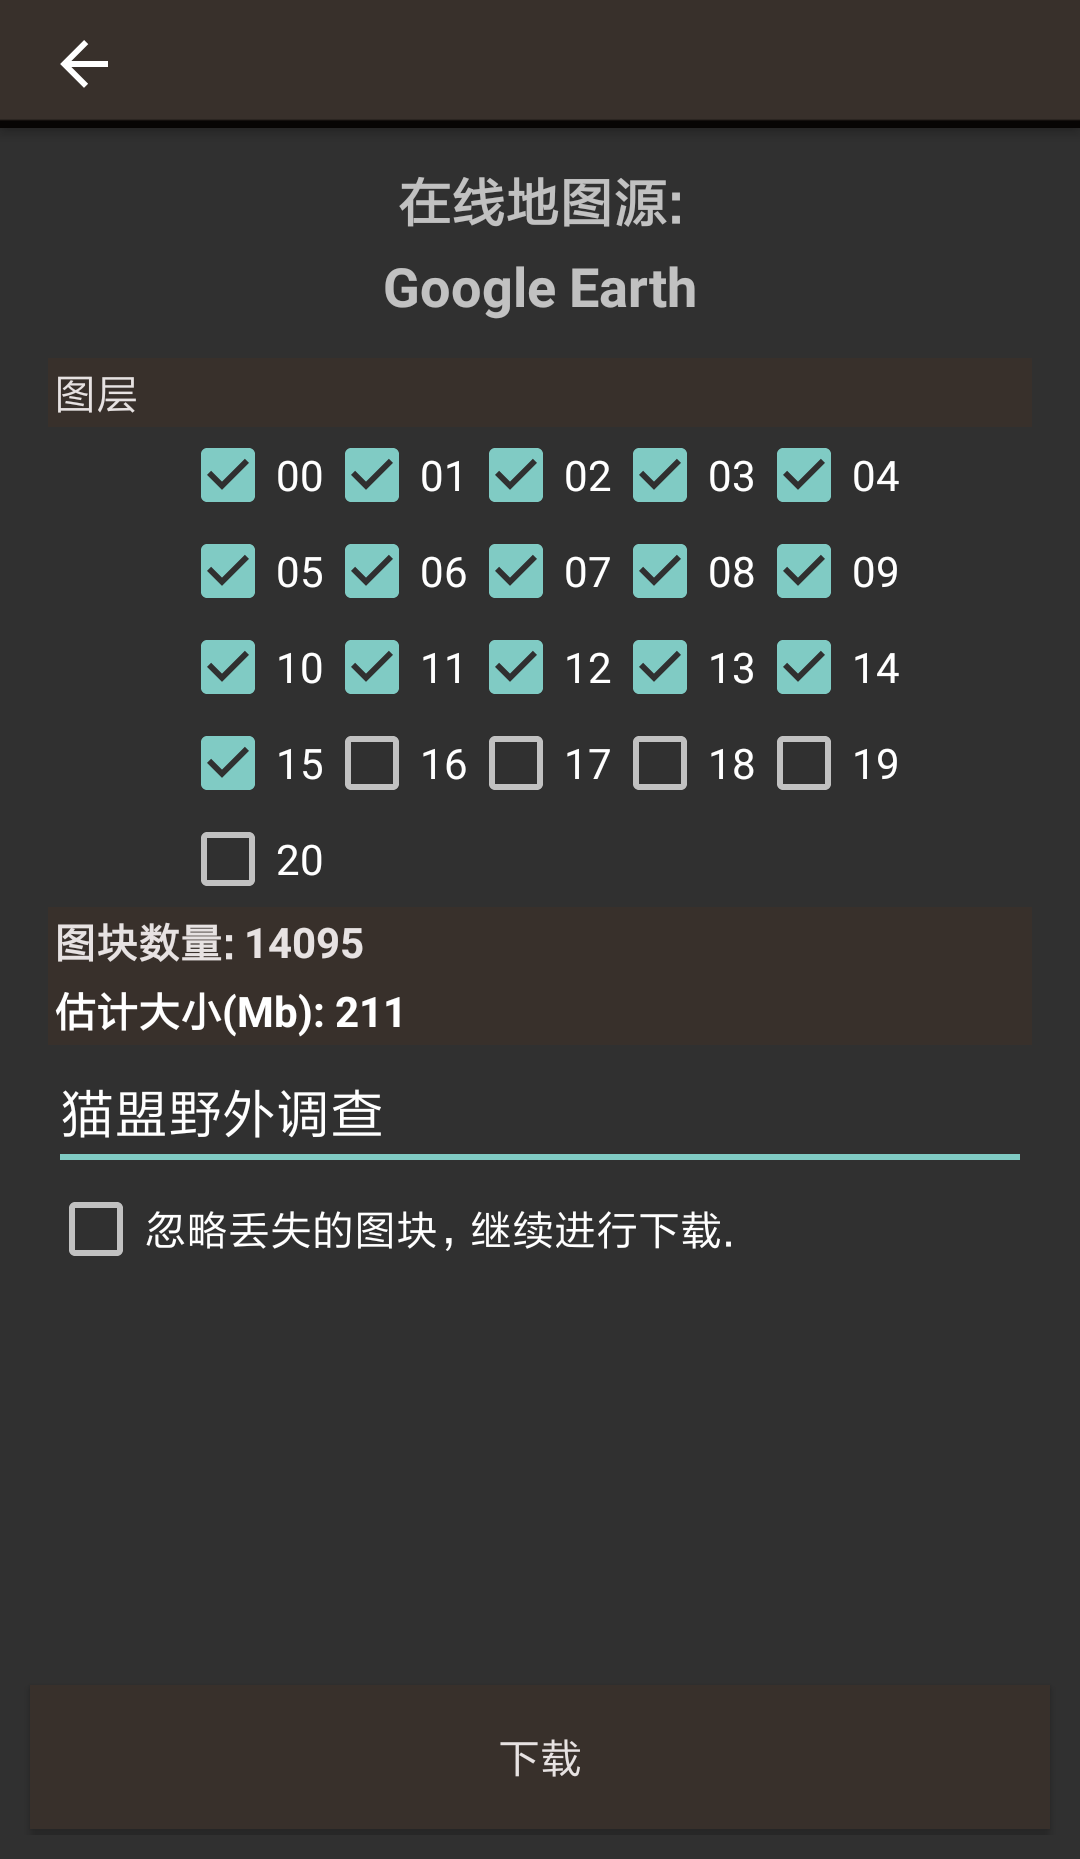 在线地图源:
Google Earth
图层
00 01 02 03 04
05 06 07 08 09
10 11 12 13 14
15 16 17 18 19
20
图块数量: 14095
估计大小(Mb): 211
猫盟野外调查
忽略丢失的图块, 继续进行下载.
下载